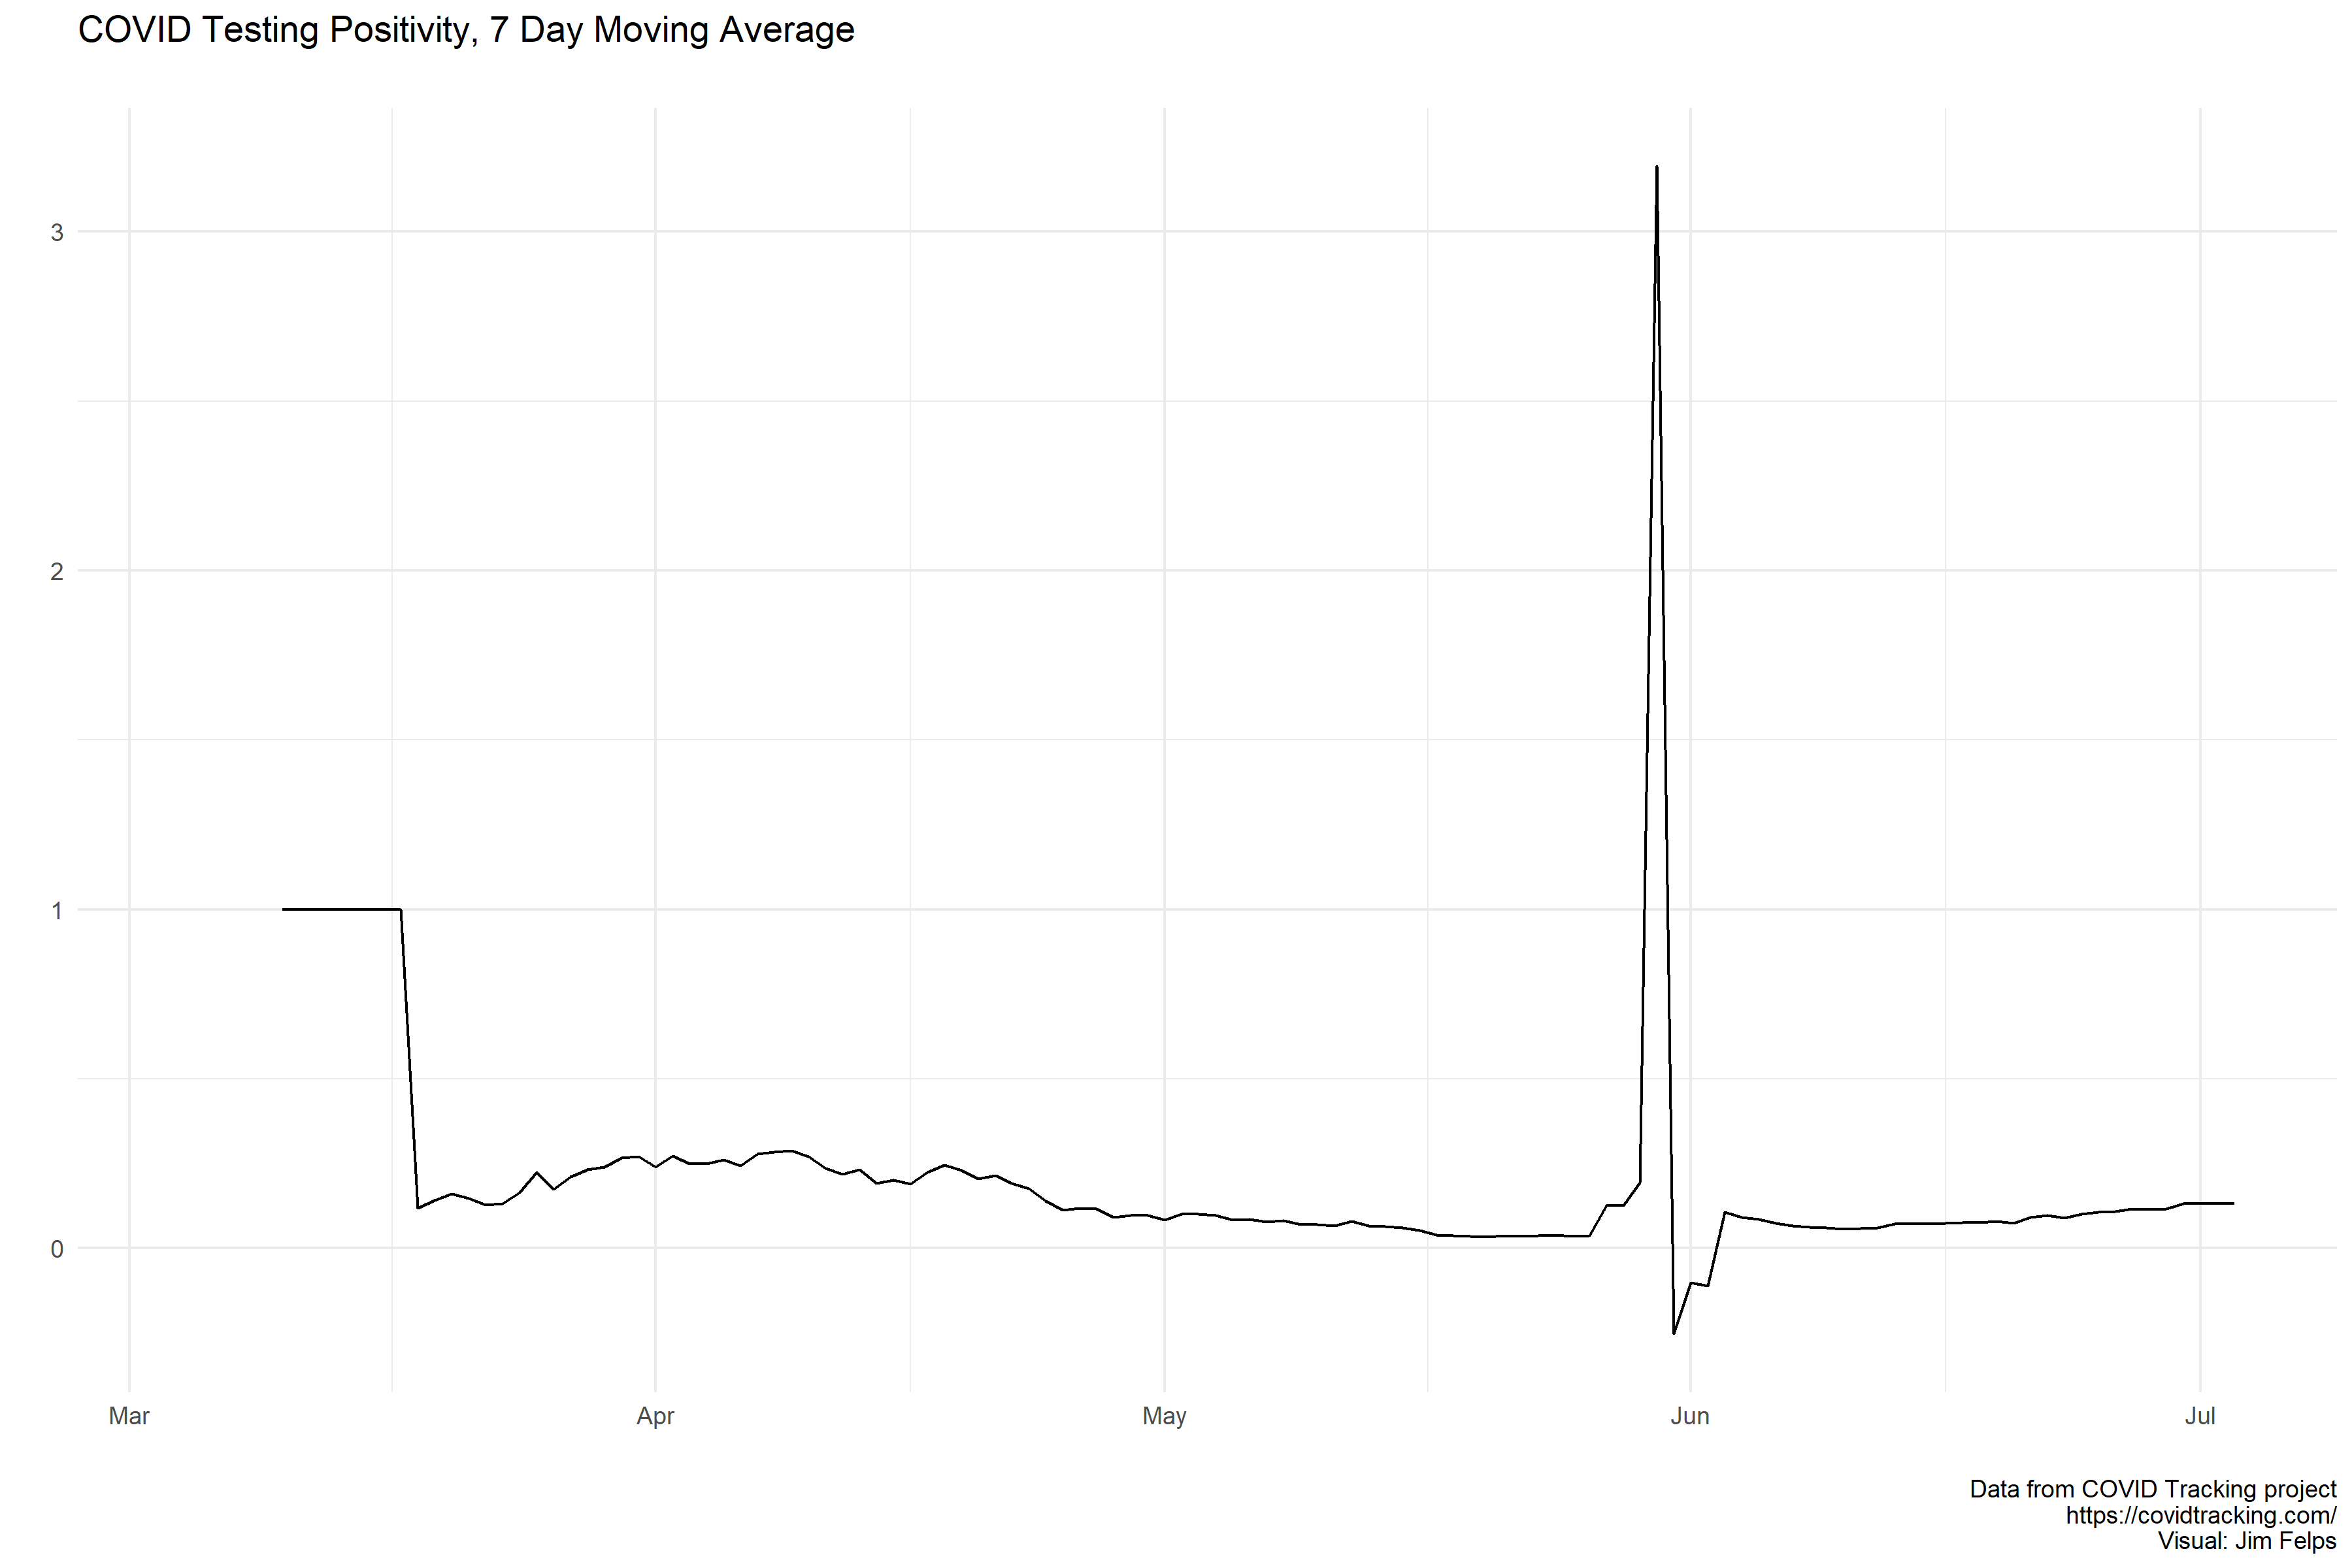 COVID Testing Positivity, 7 Day Moving Average
3
2
1
0
Mar Apr May Jun Jul
Data from COVID Tracking project
https://covidtracking.com/
Visual: Jim Felps